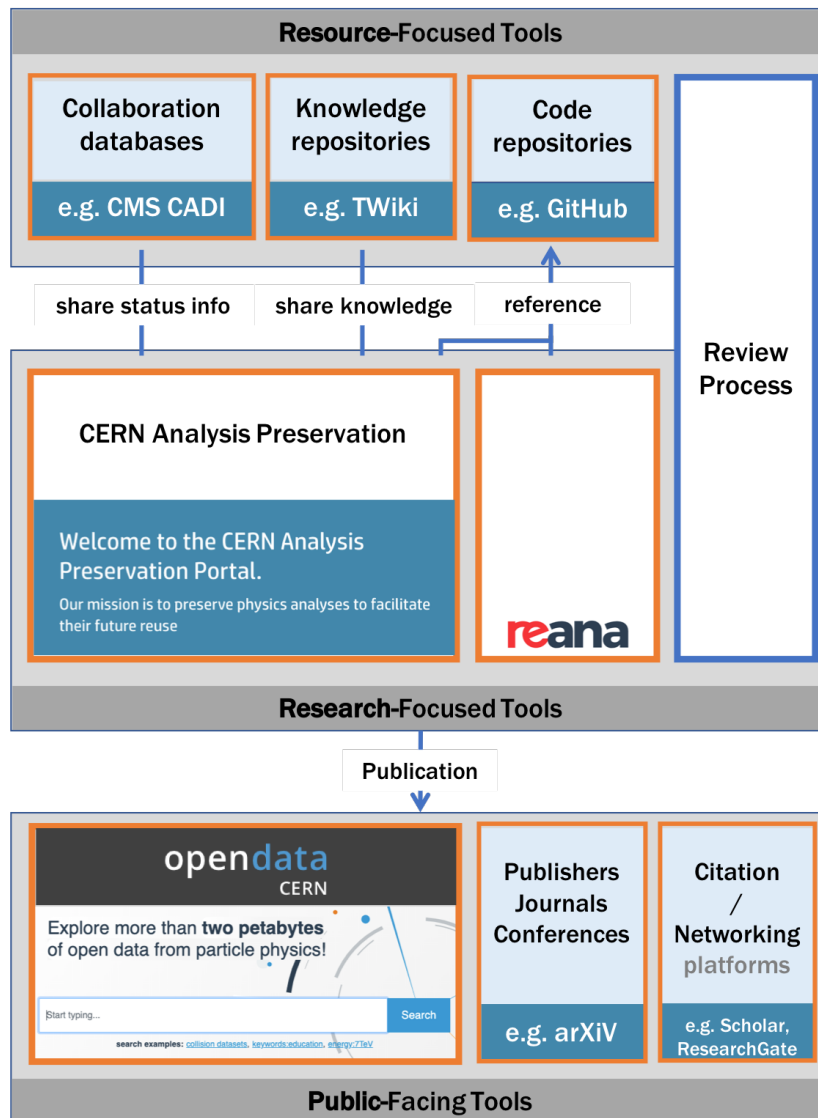 Resource-Focused Tools
Collaboration
databases
e.g. CMS CADI
Knowledge
repositories
e.g. TWiki
Code
repositories
e.g. GitHub
share status info
share knowledge
reference
Review
Process
CERN Analysis Preservation
Welcome to the CERN Analysis
Preservation Portal.
Our mission is to preserve physics analyses to facilitate
their future reuse
reana
Research-Focused Tools
Publication
opendata
CERN
Explore more than two petabytes
of open data from particle physics!
Start typing...
Search
search examples: collision datasets, keywords:education, energy:7TeV
Publishers
Journals
Conferences
e.g. arXiV
Citation
/
Networking
platforms
e.g. Scholar,
ResearchGate
Public-Facing Tools